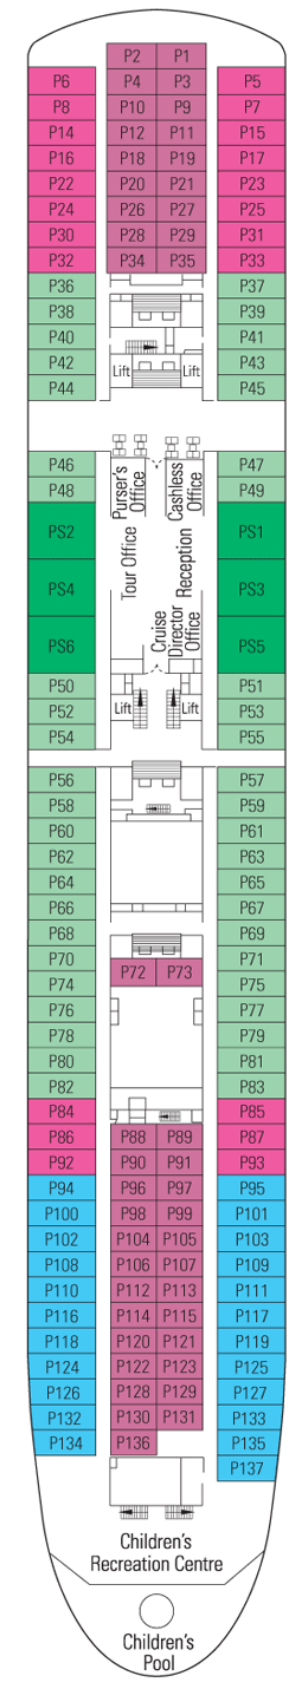 P2 P1
P6 P4 P3 P5
P8 P10 P9 P7
P14 P12 P11 P15
P16 P18 P19 P17
P22 P20 P21 P23
P24 P26 P27 P25
P30 P28 P29 P31
P32 P34 P35 P33
P36 P37
P38 P39
P40 P41
P42 Lift Lift P43
P44 P45
P46 P47
P48 P49
Purser's
Office
Cashless
Office
PS2 PS1
Tour Office
Reception
PS4 PS3
Cruise
Director
Office
PS6 PS5
P50 P51
P52 Lift Lift P53
P54 P55
P56 P57
P58 P59
P60 P61
P62 P63
P64 P65
P66 P67
P68 P69
P70 P72 P73 P71
P74 P75
P76 P77
P78 P79
P80 P81
P82 P83
P84 P85
P86 P88 P89 P87
P92 P90 P91 P93
P94 P96 P97 P95
P100 P98 P99 P101
P102 P104 P105 P103
P108 P106 P107 P109
P110 P112 P113 P111
P116 P114 P115 P117
P118 P120 P121 P119
P124 P122 P123 P125
P126 P128 P129 P127
P132 P130 P131 P133
P134 P136 P135
P137
Children's
Recreation Centre
Children's
Pool